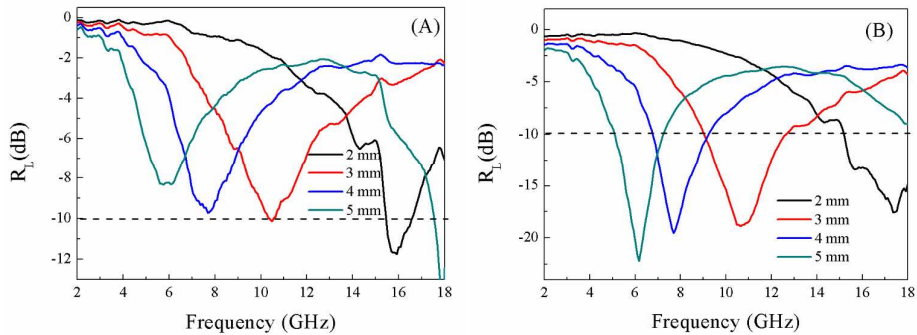 (A)
0
-2
-4
-6
-8
-10
-12
R_L (dB)
2 mm
3 mm
4 mm
5 mm
2 4 6 8 10 12 14 16 18
Frequency (GHz)
(B)
0
-5
-10
-15
-20
R_L (dB)
2 mm
3 mm
4 mm
5 mm
2 4 6 8 10 12 14 16 18
Frequency (GHz)